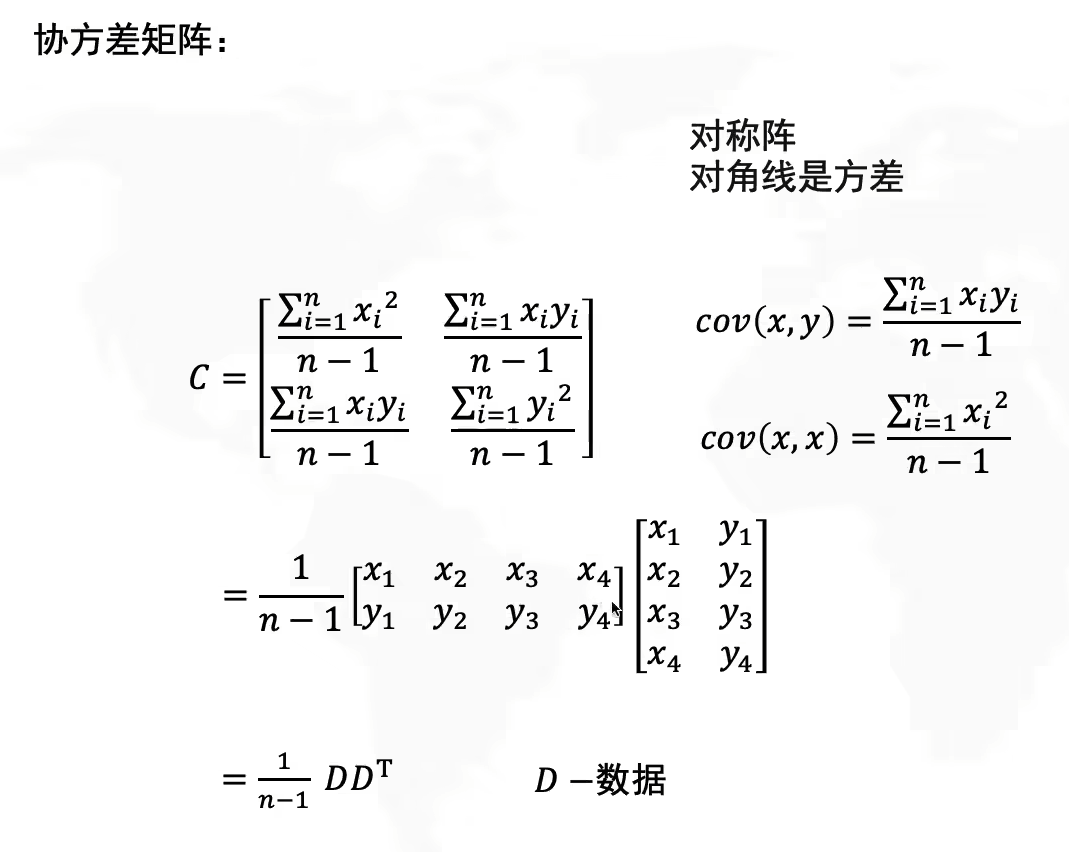 协方差矩阵：
对称阵
对角线是方差
$C = \begin{bmatrix} \frac{\sum_{i=1}^{n} x_i^2}{n-1} & \frac{\sum_{i=1}^{n} x_i y_i}{n-1} \\ \frac{\sum_{i=1}^{n} x_i y_i}{n-1} & \frac{\sum_{i=1}^{n} y_i^2}{n-1} \end{bmatrix}$
$cov(x,y) = \frac{\sum_{i=1}^{n} x_i y_i}{n-1}$
$cov(x,x) = \frac{\sum_{i=1}^{n} x_i^2}{n-1}$
$= \frac{1}{n-1} \begin{bmatrix} x_1 & x_2 & x_3 & x_4 \\ y_1 & y_2 & y_3 & y_4 \end{bmatrix} \begin{bmatrix} x_1 & y_1 \\ x_2 & y_2 \\ x_3 & y_3 \\ x_4 & y_4 \end{bmatrix}$
$= \frac{1}{n-1} DD^{\mathrm{T}}$ D －数据